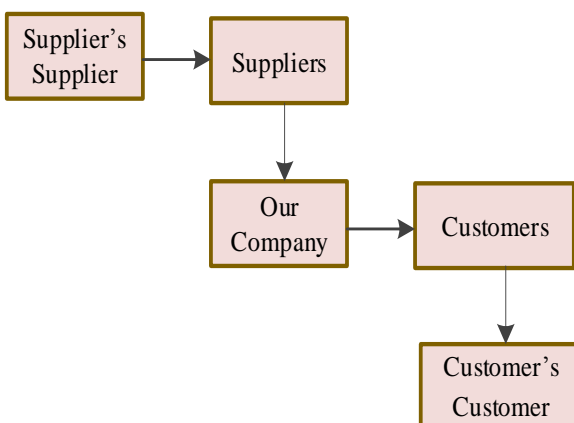 Supplier’s
Supplier
Suppliers
Our
Company
Customers
Customer’s
Customer